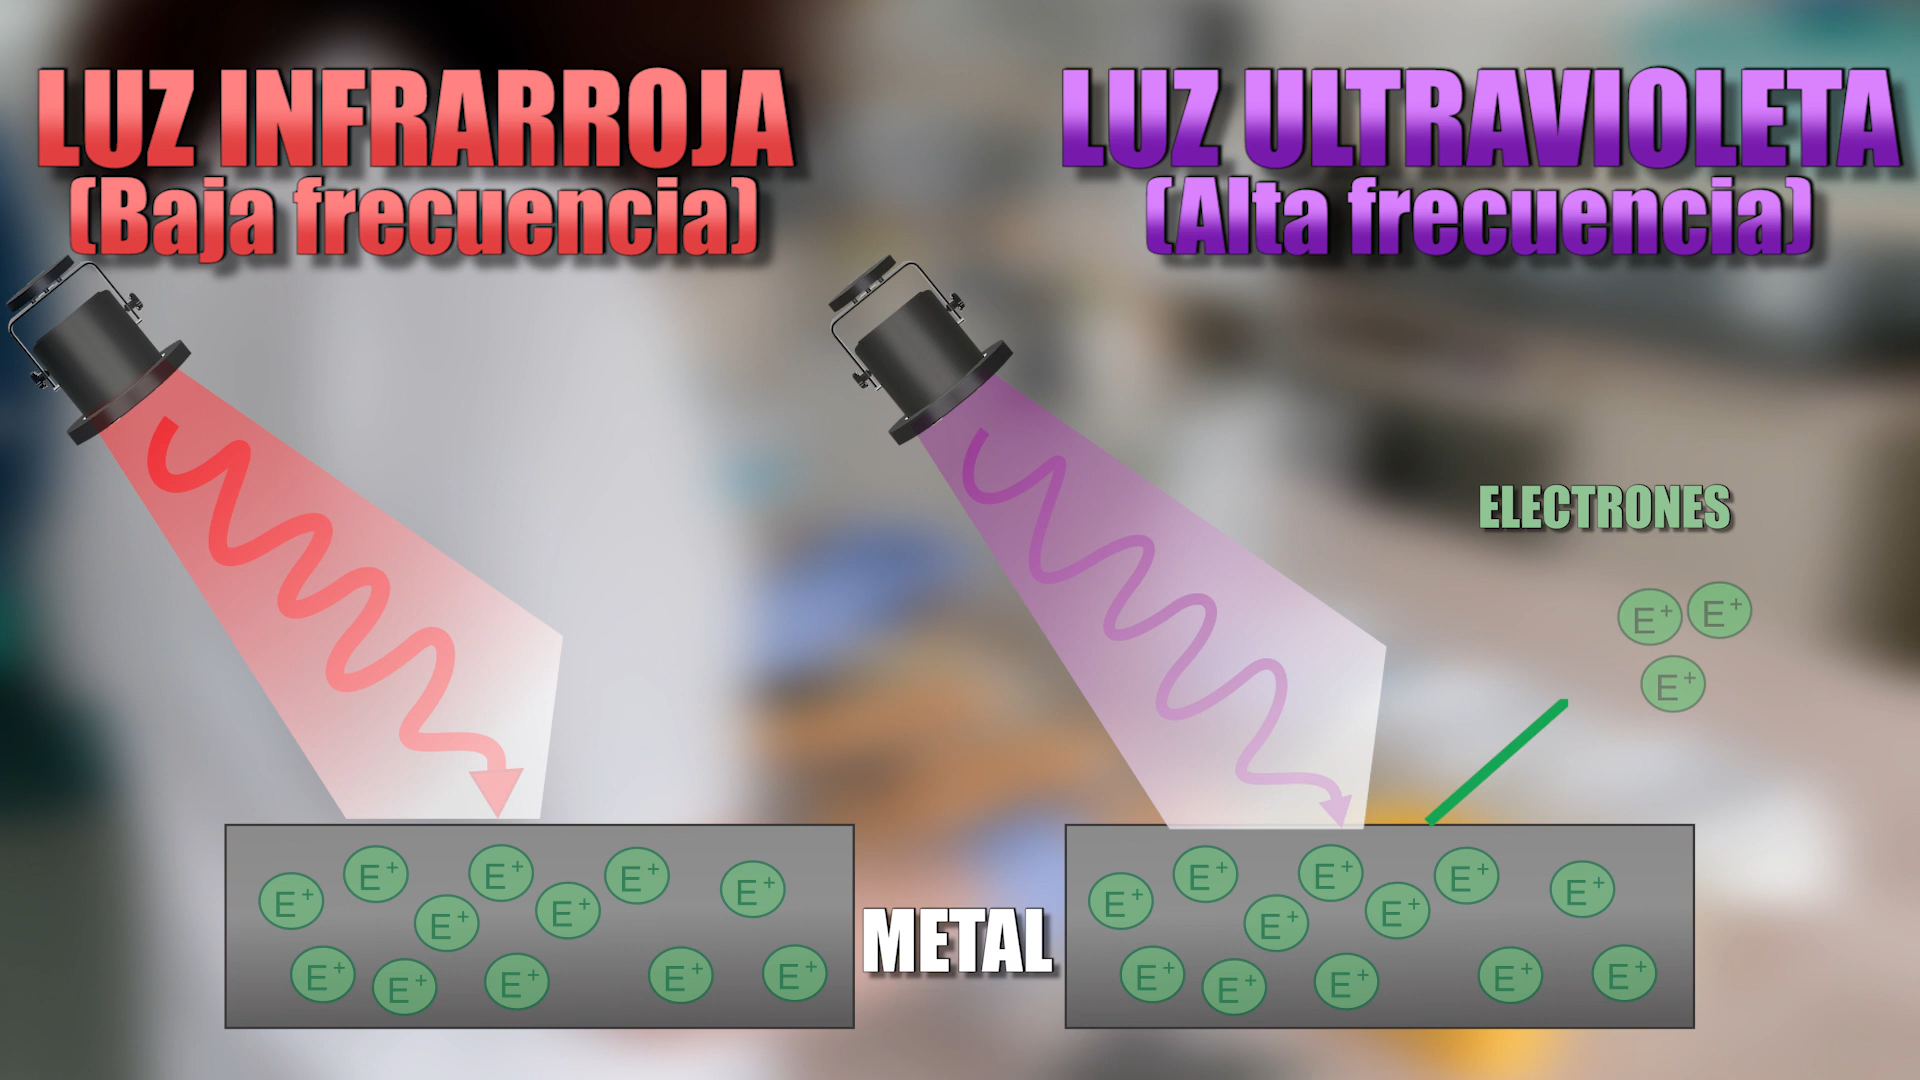 LUZ INFRARROJA
(Baja frecuencia)
LUZ ULTRAVIOLETA
(Alta frecuencia)
ELECTRONES
E+ E+
E+
E+ E+ E+ E+ E+ E+ E+
E+ E+ E+ E+ E+
METAL
E+ E+ E+ E+ E+ E+ E+
E+ E+ E+ E+ E+